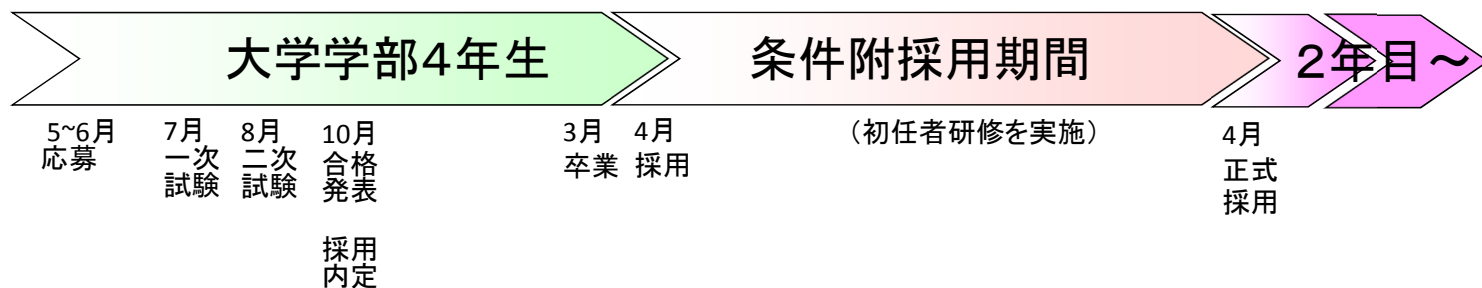 大学学部4年生
条件附採用期間
2年目~
5~6月
応募
7月
一次
試験
8月
二次
試験
10月
合格
発表
採用
内定
3月
卒業
4月
採用
(初任者研修を実施)
4月
正式
採用